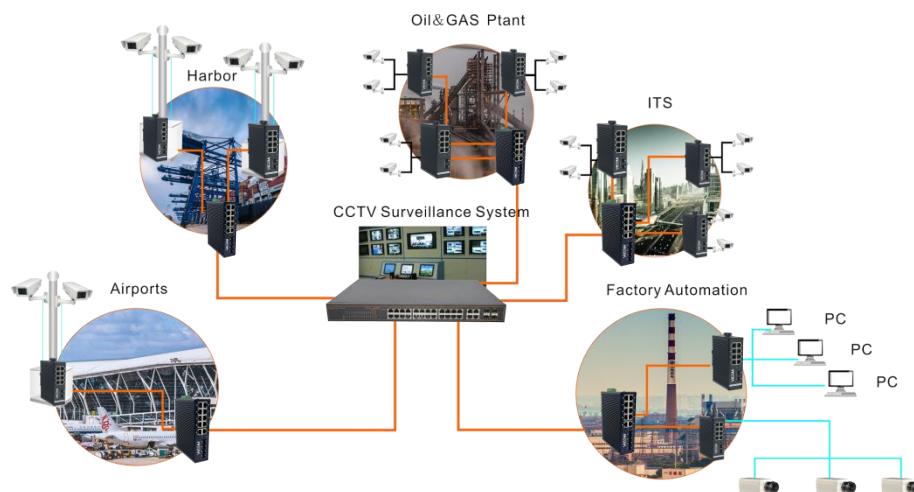 Oil&GAS Ptant
Harbor
ITS
CCTV Surveillance System
Airports
Factory Automation
PC
PC
PC